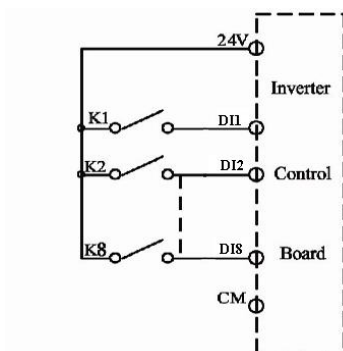 24V
Inverter
K1 DI1
K2 DI2 Control
K8 DI8 Board
CM